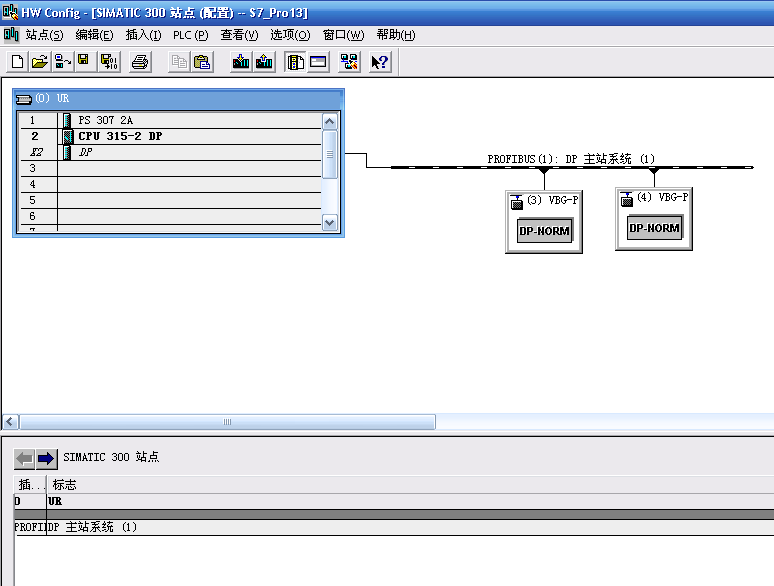 HW Config - [SIMATIC 300 站点 (配置) -- S7_Pro13]
站点(S) 编辑(E) 插入(I) PLC (P) 查看(V) 选项(O) 窗口(W) 帮助(H)
(0) UR
1 PS 307 2A
2 CPU 315-2 DP
X2 DP
3
4
5
6
7
PROFIBUS(1): DP 主站系统 (1)
(3) VBG-P
DP-NORM
(4) VBG-P
DP-NORM
SIMATIC 300 站点
插... 标志
0 UR
PROFI DP 主站系统 (1)